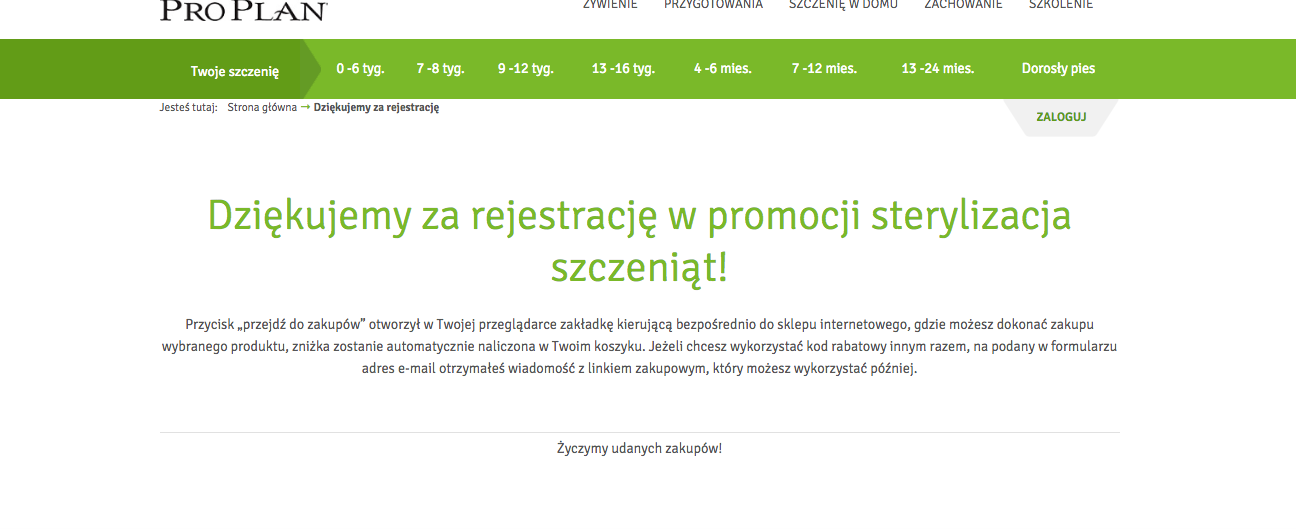 PRO PLAN
ŻYWIENIE PRZYGOTOWANIA SZCZENIĘ W DOMU ZACHOWANIE SZKOLENIE
Twoje szczenię 0 -6 tyg. 7 -8 tyg. 9 -12 tyg. 13 -16 tyg. 4 -6 mies. 7 -12 mies. 13 -24 mies. Dorosły pies
Jesteś tutaj: Strona główna → Dziękujemy za rejestrację
ZALOGUJ
Dziękujemy za rejestrację w promocji sterylizacja
szczeniąt!
Przycisk „przejdź do zakupów” otworzył w Twojej przeglądarce zakładkę kierującą bezpośrednio do sklepu internetowego, gdzie możesz dokonać zakupu
wybranego produktu, zniżka zostanie automatycznie naliczona w Twoim koszyku. Jeżeli chcesz wykorzystać kod rabatowy innym razem, na podany w formularzu
adres e-mail otrzymałeś wiadomość z linkiem zakupowym, który możesz wykorzystać później.
Życzymy udanych zakupów!